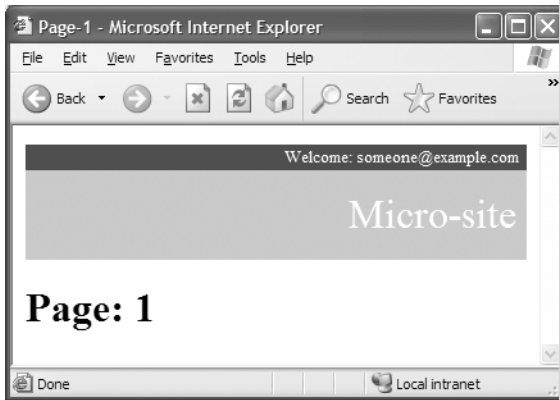 Page-1 - Microsoft Internet Explorer
File Edit View Favorites Tools Help
Back Search Favorites »
Welcome: someone@example.com
Micro-site
Page: 1
Done Local intranet